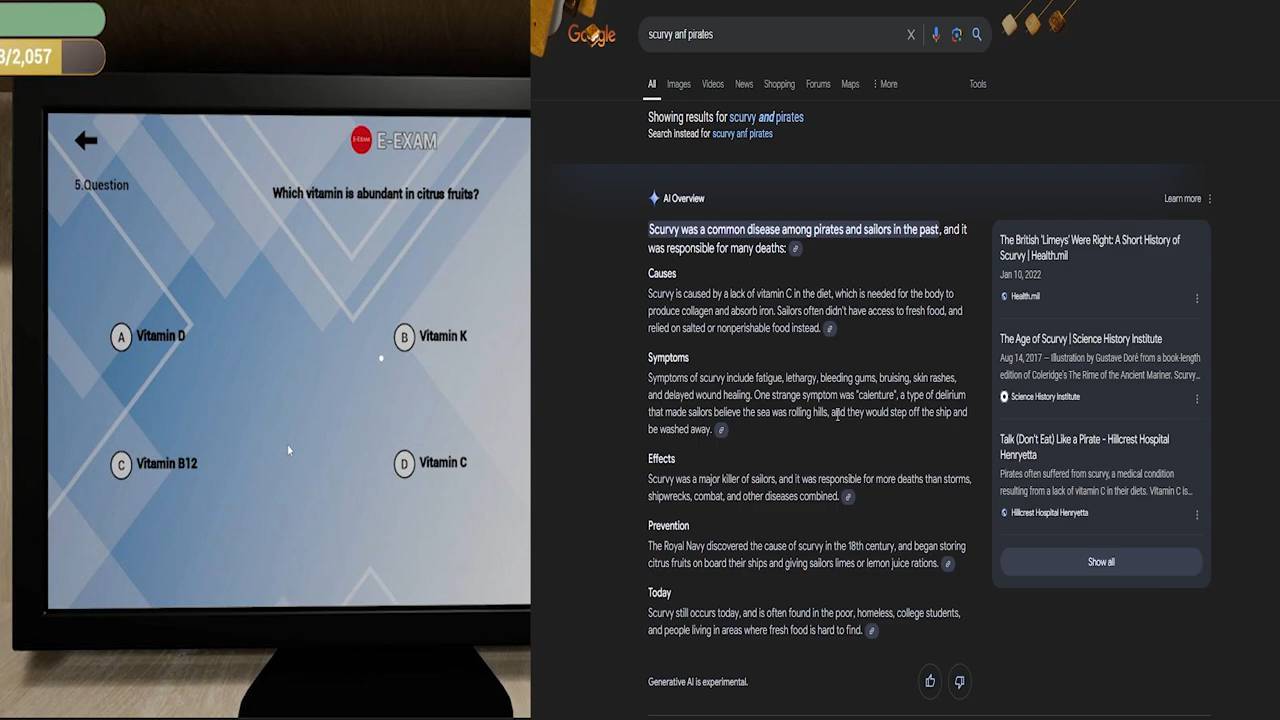 3/2,057
E-EXAM
E-EXAM
5.Question
Which vitamin is abundant in citrus fruits?
A Vitamin D
B Vitamin K
C Vitamin B12
D Vitamin C
Google
scurvy anf pirates
All Images Videos News Shopping Forums Maps More Tools
Showing results for scurvy and pirates
Search instead for scurvy anf pirates
AI Overview
Learn more
Scurvy was a common disease among pirates and sailors in the past, and it
was responsible for many deaths:
Causes
Scurvy is caused by a lack of vitamin C in the diet, which is needed for the body to
produce collagen and absorb iron. Sailors often didn't have access to fresh food, and
relied on salted or nonperishable food instead.
Symptoms
Symptoms of scurvy include fatigue, lethargy, bleeding gums, bruising, skin rashes,
and delayed wound healing. One strange symptom was "calenture", a type of delirium
that made sailors believe the sea was rolling hills, and they would step off the ship and
be washed away.
Effects
Scurvy was a major killer of sailors, and it was responsible for more deaths than storms,
shipwrecks, combat, and other diseases combined.
Prevention
The Royal Navy discovered the cause of scurvy in the 18th century, and began storing
citrus fruits on board their ships and giving sailors limes or lemon juice rations.
Today
Scurvy still occurs today, and is often found in the poor, homeless, college students,
and people living in areas where fresh food is hard to find.
Generative AI is experimental.
The British 'Limeys' Were Right: A Short History of
Scurvy | Health.mil
Jan 10, 2022
Health.mil
The Age of Scurvy | Science History Institute
Aug 14, 2017 — Illustration by Gustave Doré from a book-length
edition of Coleridge's The Rime of the Ancient Mariner. Scurvy...
Science History Institute
Talk (Don't Eat) Like a Pirate - Hillcrest Hospital
Henryetta
Pirates often suffered from scurvy, a medical condition
resulting from a lack of vitamin C in their diets. Vitamin C is...
Hillcrest Hospital Henryetta
Show all